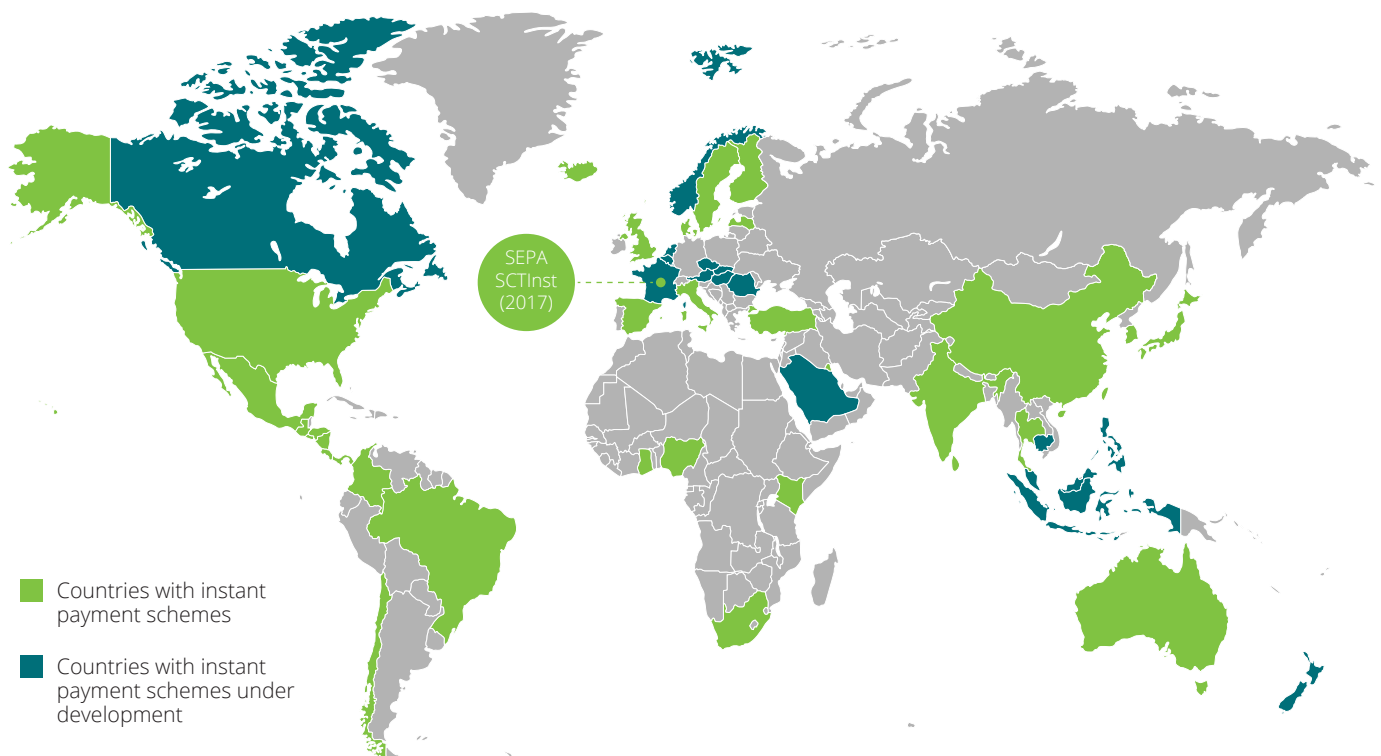 SEPA
SCTInst
(2017)
Countries with instant
payment schemes
Countries with instant
payment schemes under
development